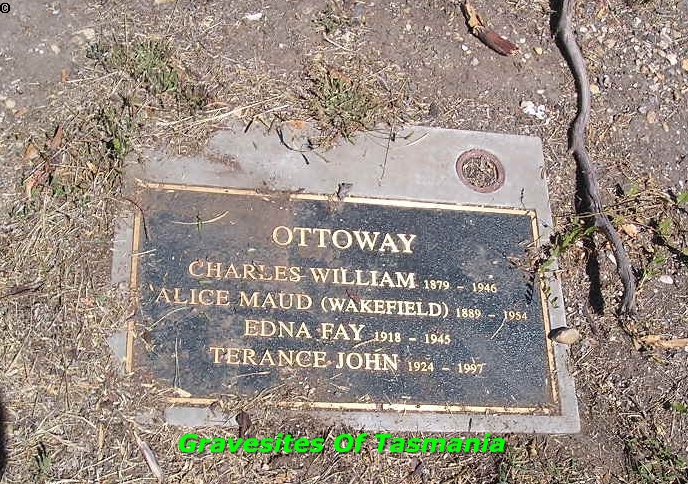 ©
OTTOWAY
CHARLES WILLIAM 1879 - 1946
ALICE MAUD (WAKEFIELD) 1889 - 1954
EDNA FAY 1918 - 1945
TERANCE JOHN 1924 - 1997
Gravesites Of Tasmania